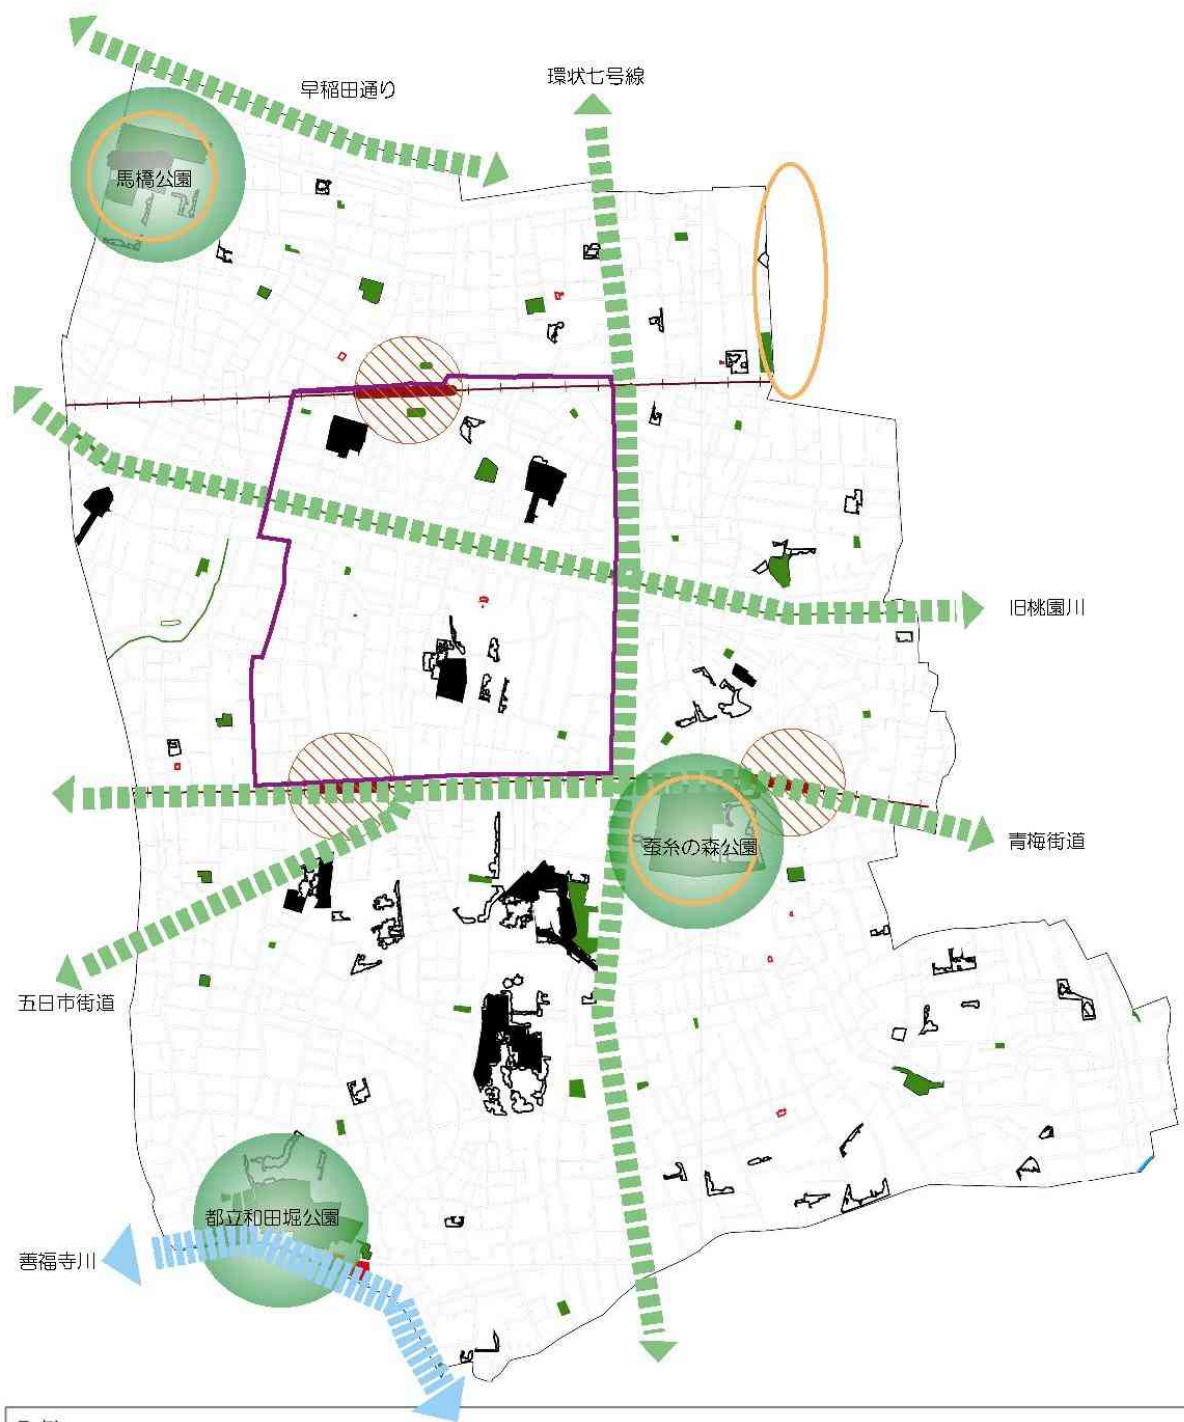 早稲田通り
環状七号線
馬橋公園
旧桃園川
青梅街道
蚕糸の森公園
五日市街道
都立和田堀公園
善福寺川